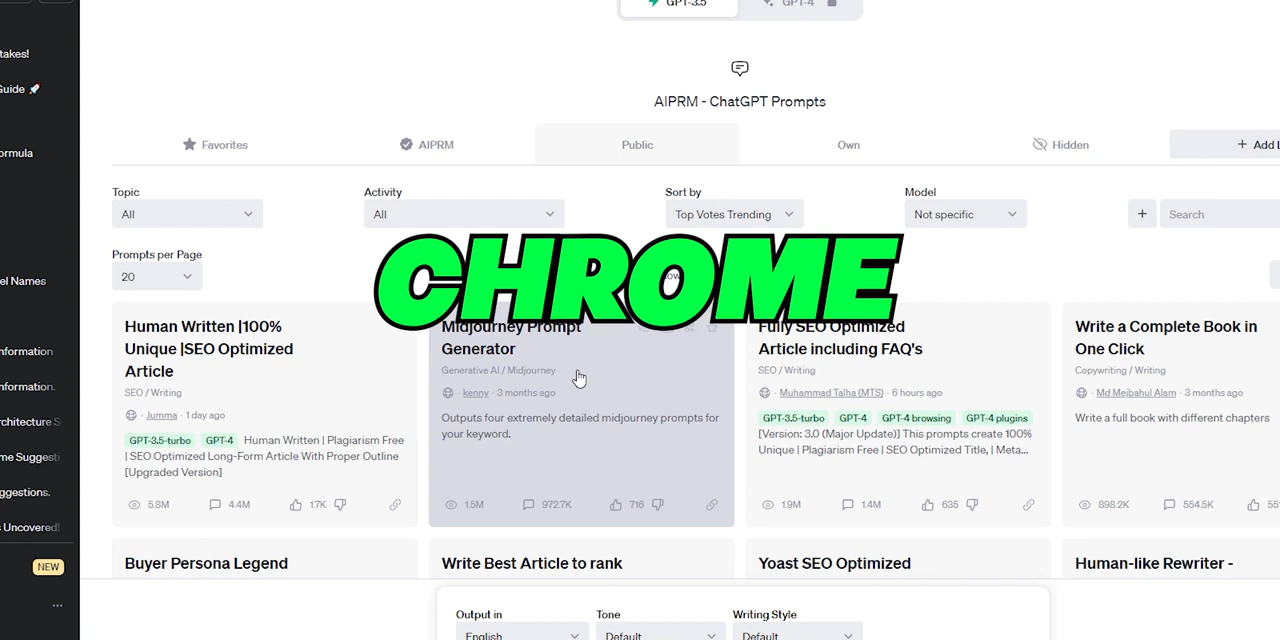 GPT-3.5 GPT-4
takes!
Guide 🚀
ormula
el Names
nformation
nformation.
rchitecture S
me Suggesti
ggestions.
s Uncovered!
NEW
AIPRM - ChatGPT Prompts
Favorites AIPRM Public Own Hidden + Add L
Topic Activity Sort by Model
All All Top Votes Trending Not specific + Search
Prompts per Page
20
CHROME
Human Written |100%
Unique |SEO Optimized
Article
SEO / Writing
Jumma · 1 day ago
GPT-3.5-turbo GPT-4 Human Written | Plagiarism Free
| SEO Optimized Long-Form Article With Proper Outline
[Upgraded Version]
5.8M 4.4M 1.7K
Midjourney Prompt
Generator
Generative AI / Midjourney
kenny · 3 months ago
Outputs four extremely detailed midjourney prompts for
your keyword.
1.5M 972.7K 716
Fully SEO Optimized
Article including FAQ's
SEO / Writing
Muhammad Talha (MTS) · 6 hours ago
GPT-3.5-turbo GPT-4 GPT-4 browsing GPT-4 plugins
[Version: 3.0 (Major Update)] This prompts create 100%
Unique | Plagiarism Free | SEO Optimized Title, | Meta...
1.9M 1.4M 635
Write a Complete Book in
One Click
Copywriting / Writing
Md Mejbahul Alam · 3 months ago
Write a full book with different chapters
898.2K 554.5K 551
Buyer Persona Legend
Write Best Article to rank
Yoast SEO Optimized
Human-like Rewriter -
Output in Tone Writing Style
English Default Default